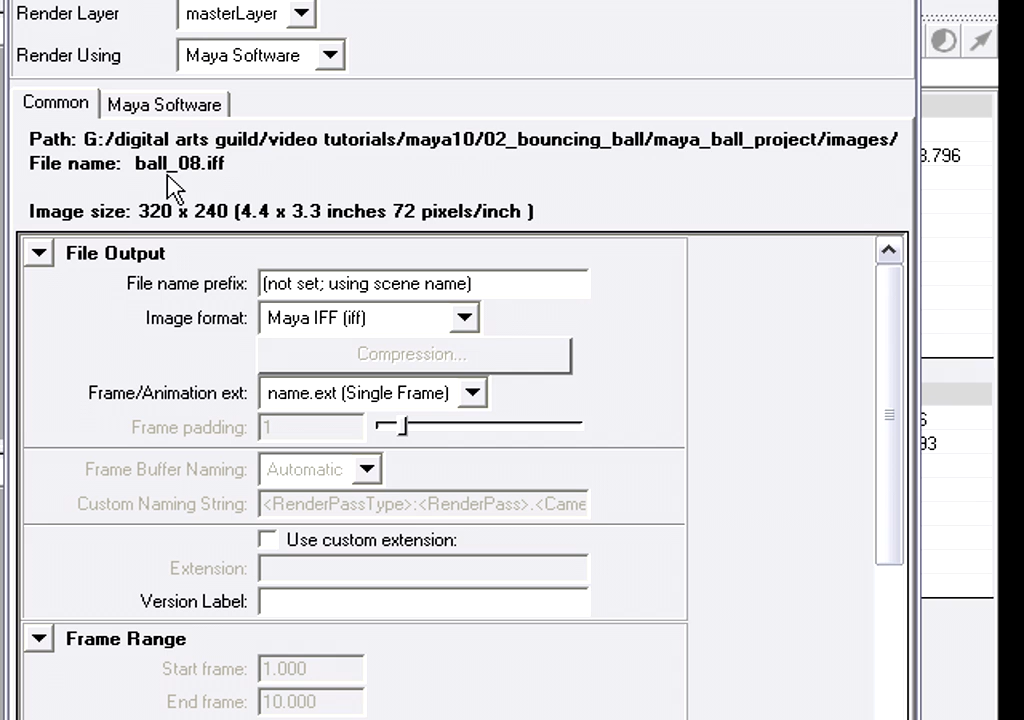 Render Layer masterLayer
Render Using Maya Software
Common Maya Software
Path: G:/digital arts guild/video tutorials/maya10/02_bouncing_ball/maya_ball_project/images/
File name: ball_08.iff
Image size: 320 x 240 (4.4 x 3.3 inches 72 pixels/inch )
File Output
File name prefix: (not set; using scene name)
Image format: Maya IFF (iff)
Compression...
Frame/Animation ext: name.ext (Single Frame)
Frame padding: 1
Frame Buffer Naming: Automatic
Custom Naming String: <RenderPassType>:<RenderPass>.<Came
Use custom extension:
Extension:
Version Label:
Frame Range
Start frame: 1.000
End frame: 10.000
3.796
93